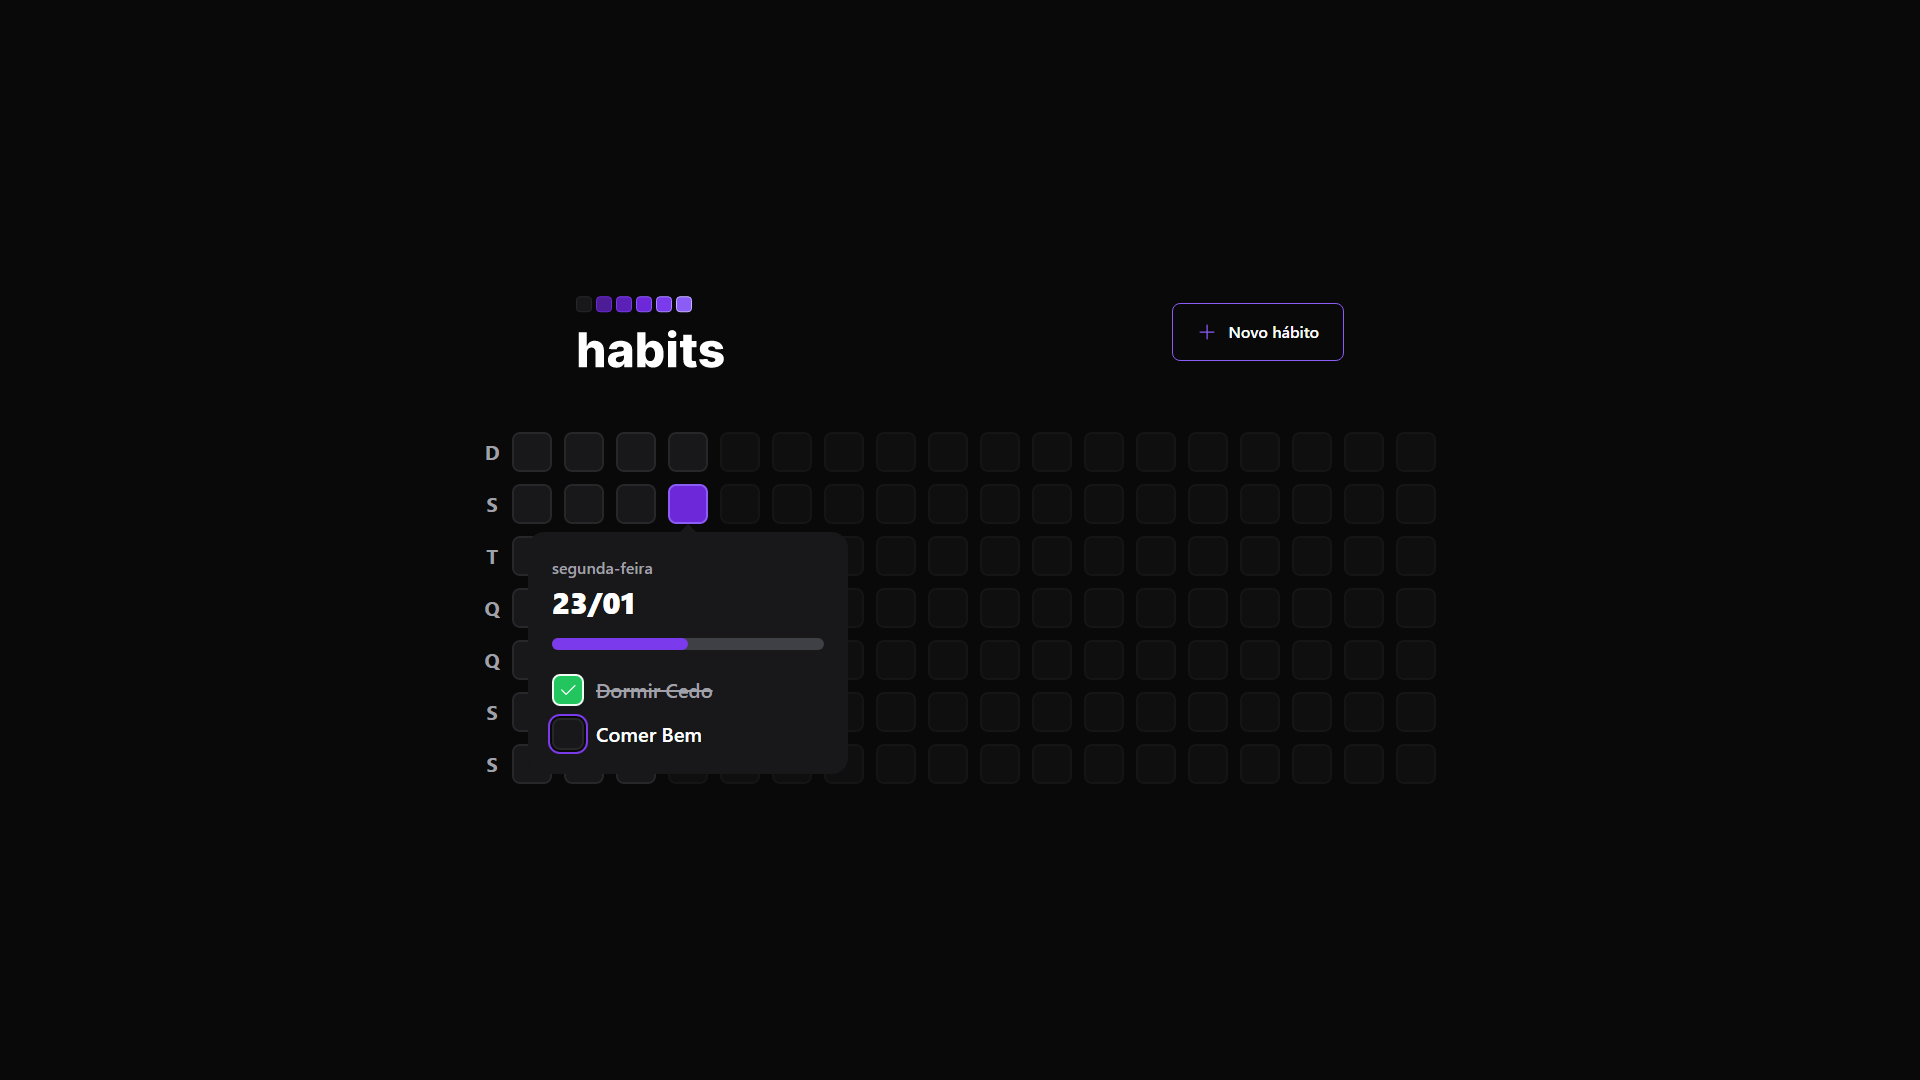 habits
Novo hábito
D
S
T
Q
Q
S
S
segunda-feira
23/01
Dormir Cedo
Comer Bem